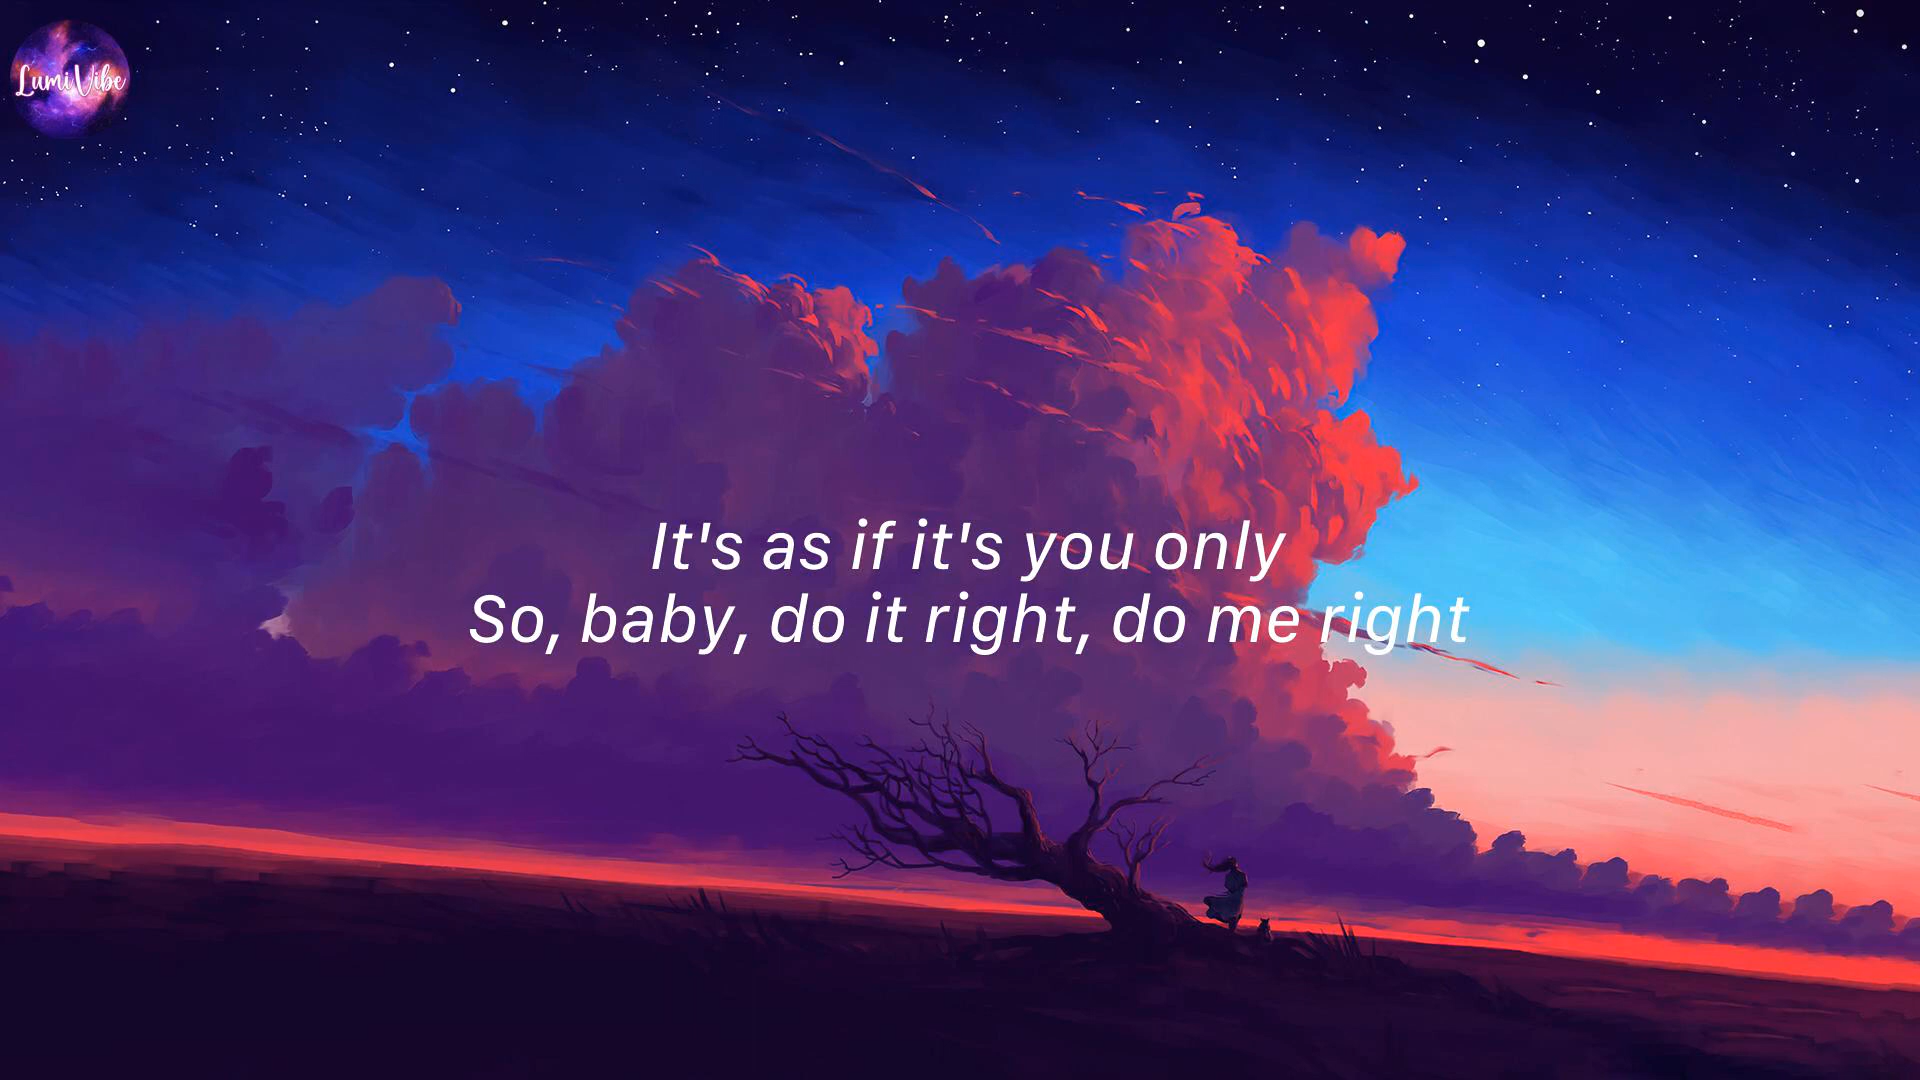 LumiVibe
It's as if it's you only
So, baby, do it right, do me right